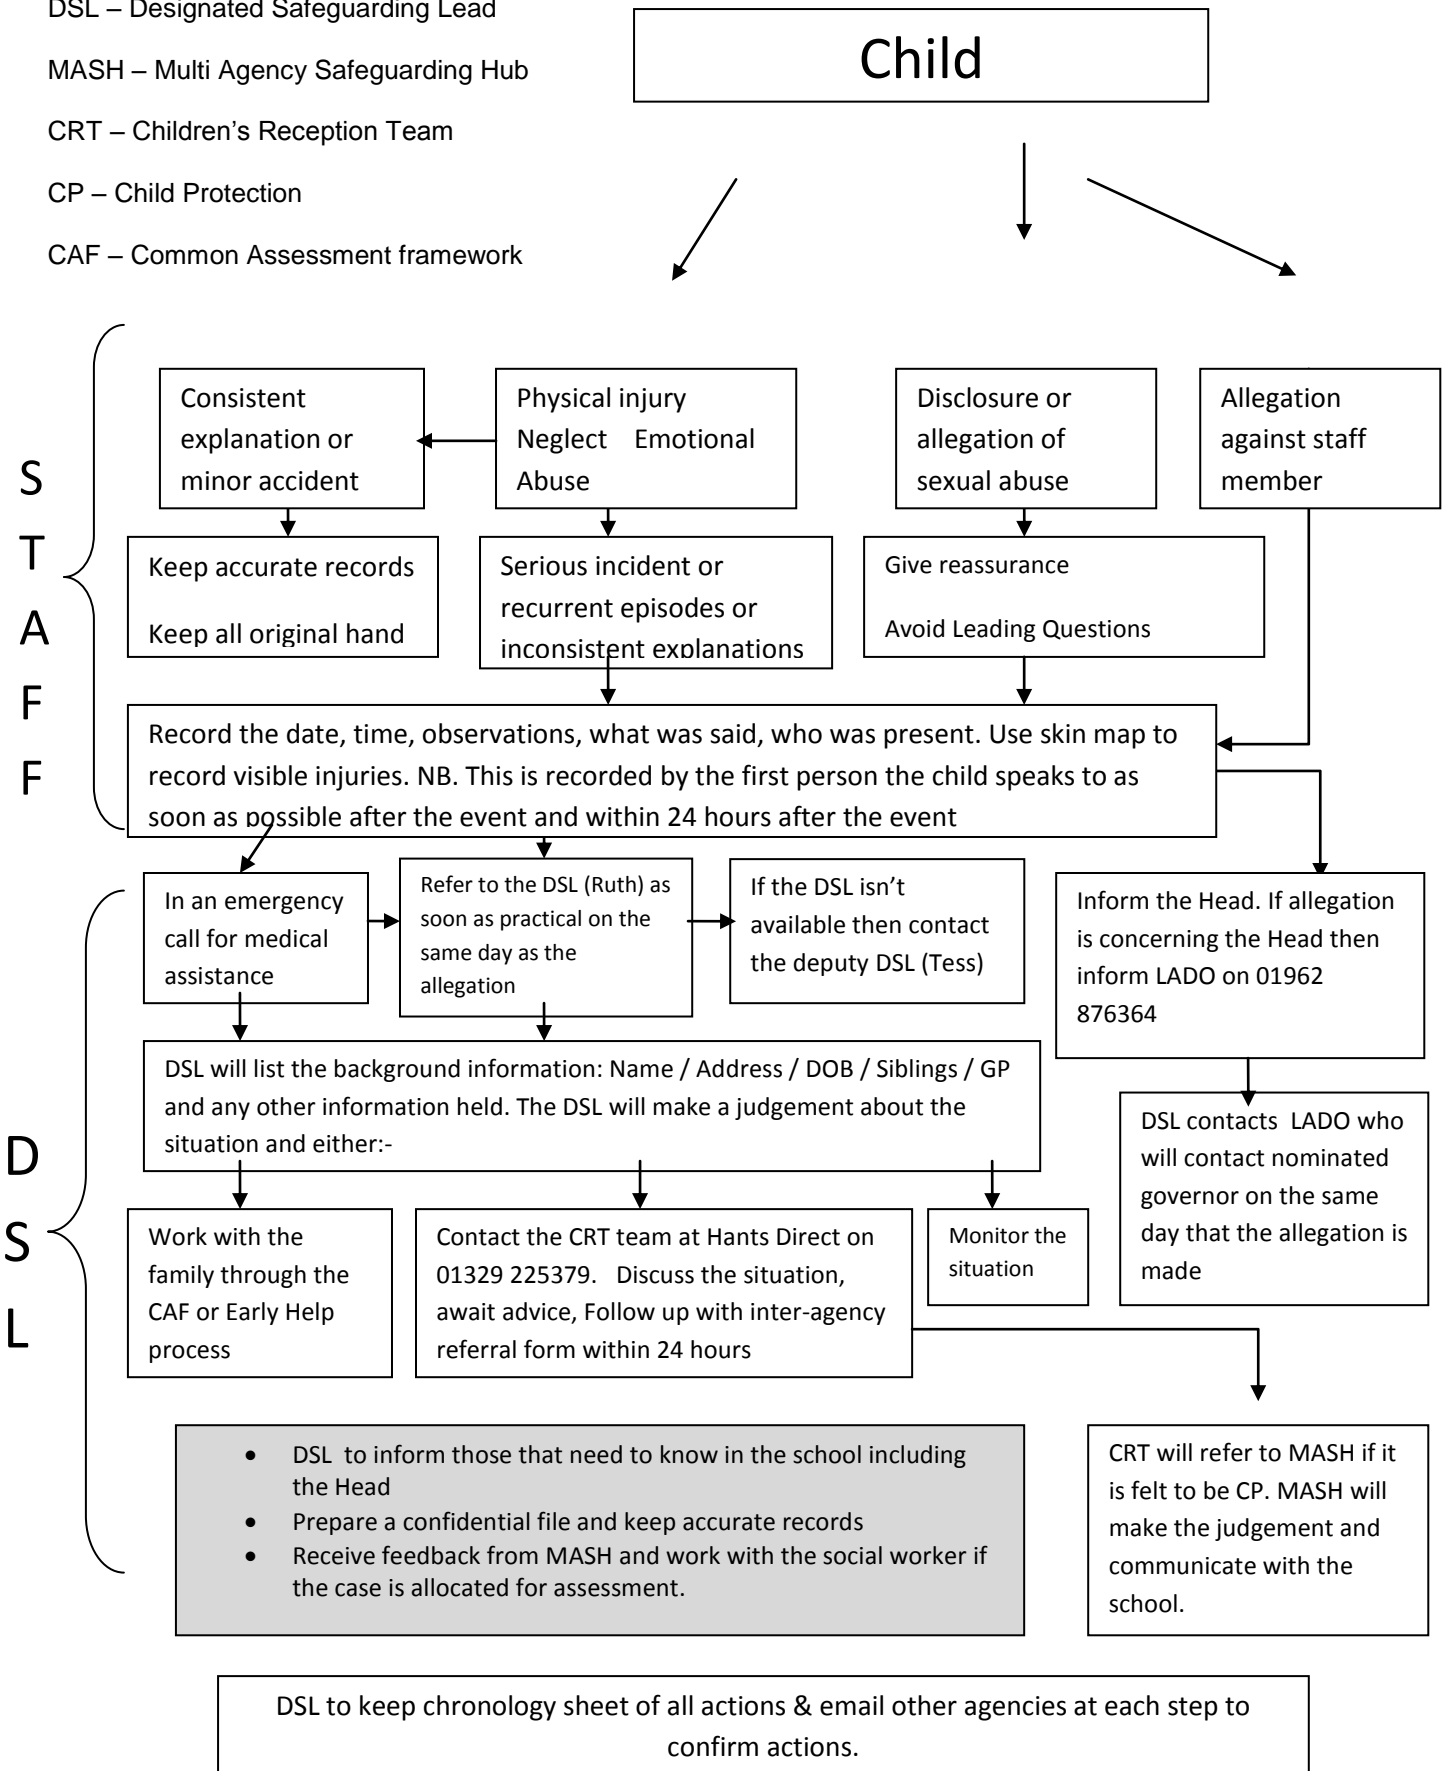 DSL – Designated Safeguarding Lead
MASH – Multi Agency Safeguarding Hub
CRT – Children's Reception Team
CP – Child Protection
CAF – Common Assessment framework
Child
S
T
A
F
F
Consistent
explanation or
minor accident
Physical injury
Neglect Emotional
Abuse
Disclosure or
allegation of
sexual abuse
Allegation
against staff
member
Keep accurate records
Keep all original hand
Serious incident or
recurrent episodes or
inconsistent explanations
Give reassurance
Avoid Leading Questions
Record the date, time, observations, what was said, who was present. Use skin map to
record visible injuries. NB. This is recorded by the first person the child speaks to as
soon as possible after the event and within 24 hours after the event
D
S
L
In an emergency
call for medical
assistance
Refer to the DSL (Ruth) as
soon as practical on the
same day as the
allegation
If the DSL isn't
available then contact
the deputy DSL (Tess)
Inform the Head. If allegation
is concerning the Head then
inform LADO on 01962
876364
DSL will list the background information: Name / Address / DOB / Siblings / GP
and any other information held. The DSL will make a judgement about the
situation and either:-
DSL contacts LADO who
will contact nominated
governor on the same
day that the allegation is
made
Work with the
family through the
CAF or Early Help
process
Contact the CRT team at Hants Direct on
01329 225379. Discuss the situation,
await advice, Follow up with inter-agency
referral form within 24 hours
Monitor the
situation
• DSL to inform those that need to know in the school including
the Head
• Prepare a confidential file and keep accurate records
• Receive feedback from MASH and work with the social worker if
the case is allocated for assessment.
CRT will refer to MASH if it
is felt to be CP. MASH will
make the judgement and
communicate with the
school.
DSL to keep chronology sheet of all actions & email other agencies at each step to
confirm actions.